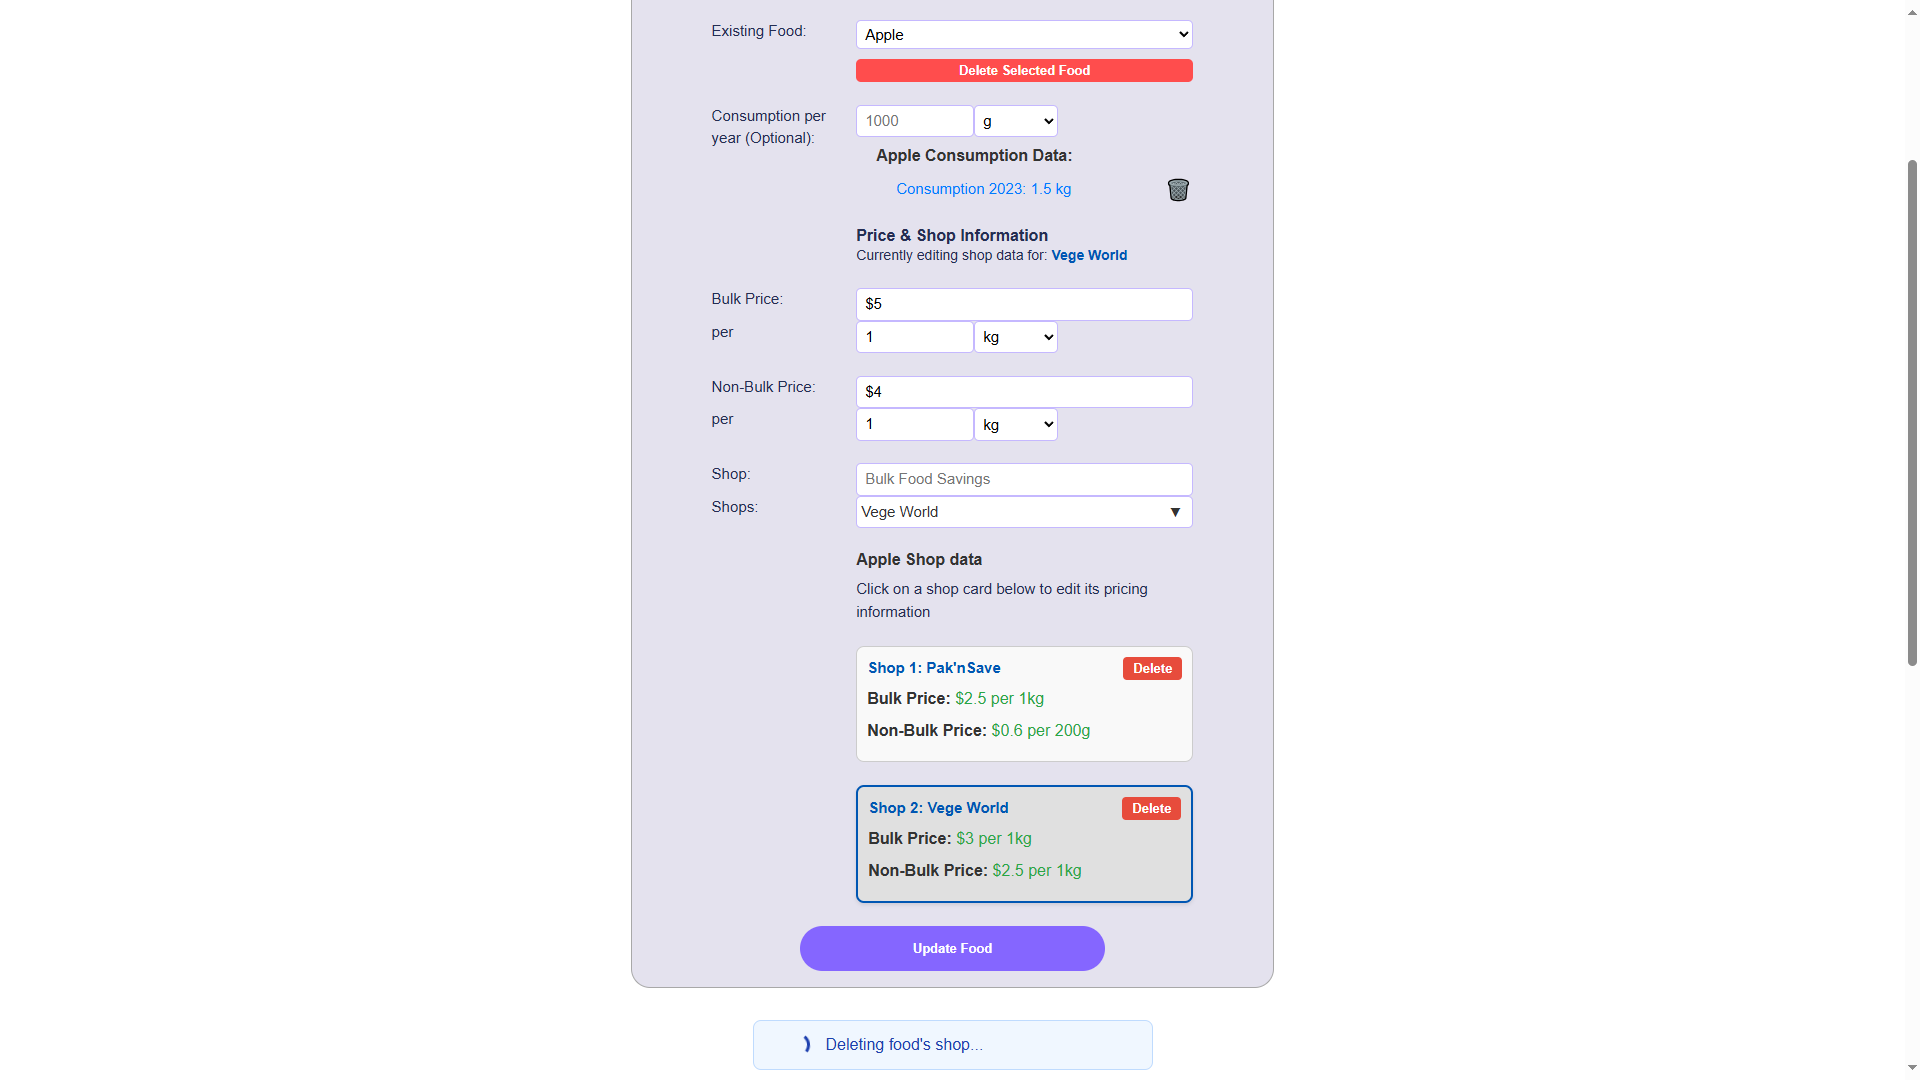 Existing Food:
Apple
Delete Selected Food
Consumption per
year (Optional):
1000
g
Apple Consumption Data:
Consumption 2023: 1.5 kg
Price & Shop Information
Currently editing shop data for: Vege World
Bulk Price:
$5
per
1
kg
Non-Bulk Price:
$4
per
1
kg
Shop:
Bulk Food Savings
Shops:
Vege World
Apple Shop data
Click on a shop card below to edit its pricing
information
Shop 1: Pak'nSave
Delete
Bulk Price: $2.5 per 1kg
Non-Bulk Price: $0.6 per 200g
Shop 2: Vege World
Delete
Bulk Price: $3 per 1kg
Non-Bulk Price: $2.5 per 1kg
Update Food
Deleting food's shop...